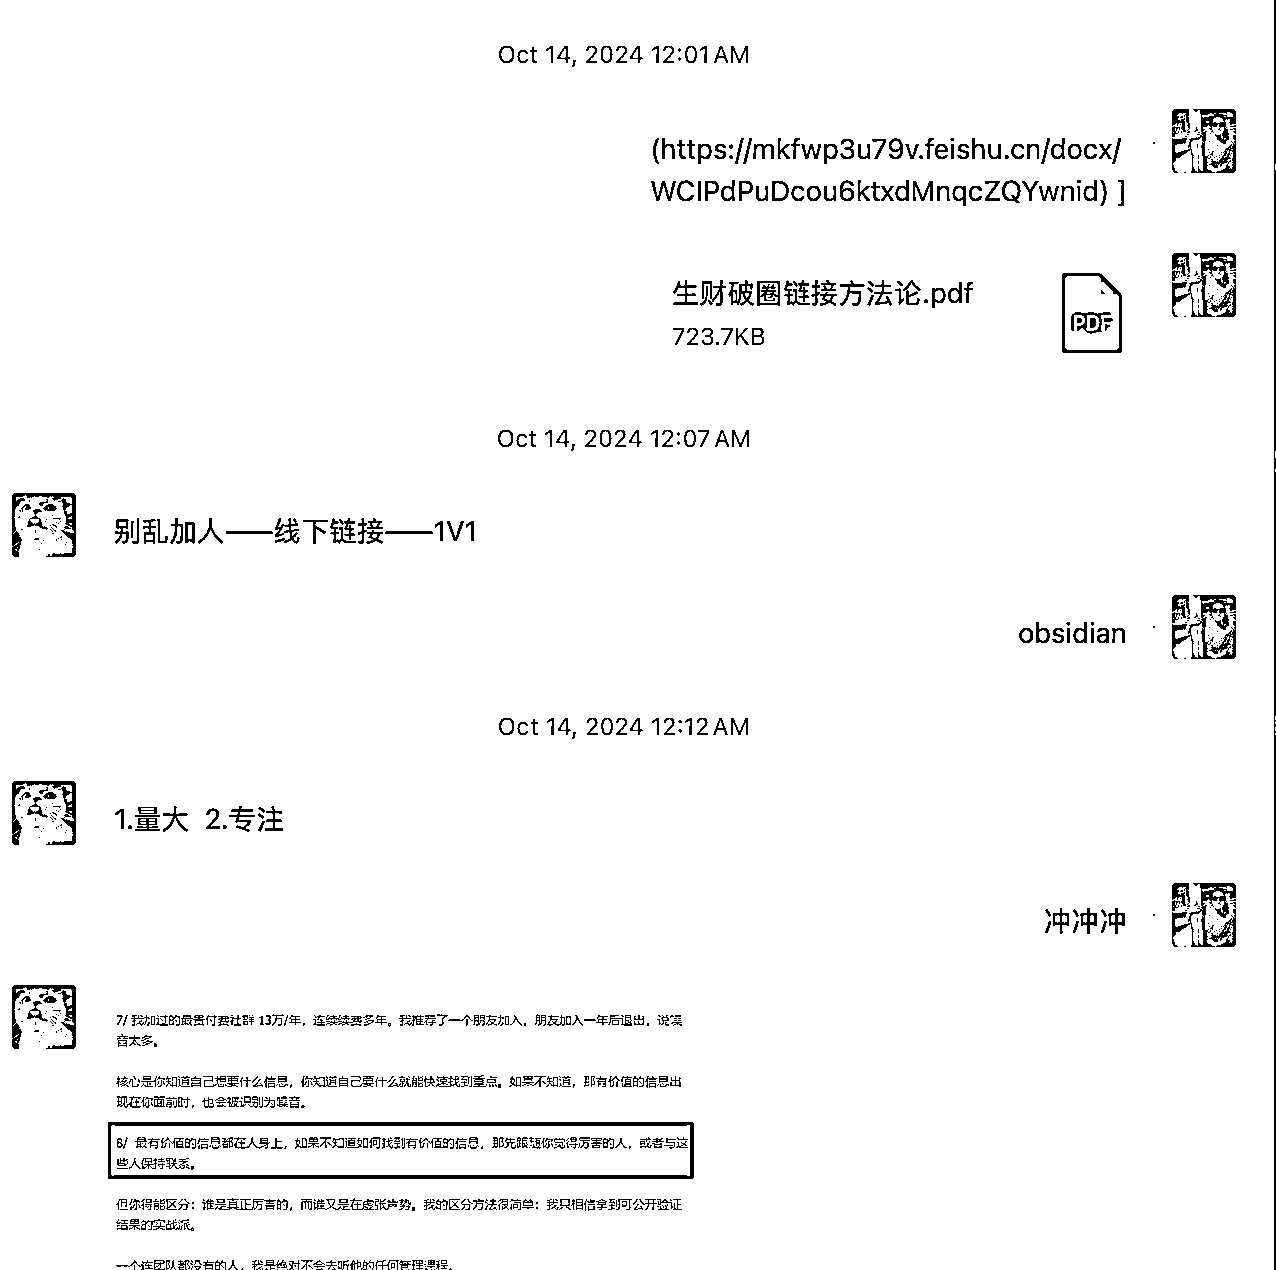 Oct 14, 2024 12:01 AM
(https://mkfwp3u79v.feishu.cn/docx/
WCIPdPuDcou6ktxdMnqcZQYwnid) ]
生财破圈链接方法论.pdf
723.7KB
PDF
Oct 14, 2024 12:07 AM
别乱加人——线下链接——1V1
obsidian
Oct 14, 2024 12:12 AM
1.量大 2.专注
冲冲冲
7/ 我加过的最贵付费社群 13万/年，连续续费多年。我推荐了一个朋友加入，朋友加入一年后退出，说噪
音太多。
核心是你知道自己想要什么信息，你知道自己要什么就能快速找到重点。如果不知道，那有价值的信息出
现在你面前时，也会被识别为噪音。
8/ 最有价值的信息都在人身上，如果不知道如何找到有价值的信息，那先跟随你觉得厉害的人，或者与这
些人保持联系。
但你得能区分：谁是真正厉害的，而谁又是在虚张声势。我的区分方法很简单：我只相信拿到可公开验证
结果的实战派。
一个连团队都没有的人，我是绝对不会去听他的任何管理课程。